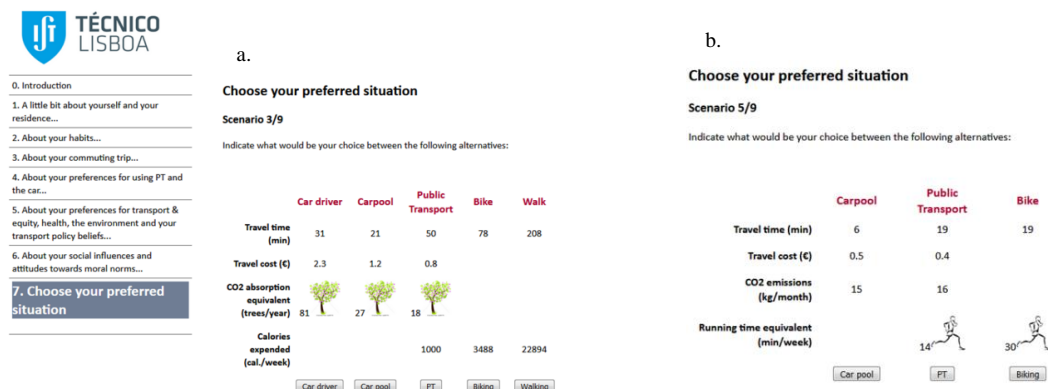 TÉCNICO
LISBOA
0. Introduction
1. A little bit about yourself and your
residence...
2. About your habits...
3. About your commuting trip...
4. About your preferences for using PT and
the car...
5. About your preferences for transport &
equity, health, the environment and your
transport policy beliefs...
6. About your social influences and
attitudes towards moral norms...
7. Choose your preferred
situation
a.
Choose your preferred situation
Scenario 3/9
Indicate what would be your choice between the following alternatives:
Car driver Carpool Public Transport Bike Walk
Travel time (min) 31 21 50 78 208
Travel cost (€) 2.3 1.2 0.8
CO2 absorption equivalent (trees/year) 81 27 18
Calories expended (cal./week) 1000 3488 22894
Car driver Car pool PT Biking Walking
b.
Choose your preferred situation
Scenario 5/9
Indicate what would be your choice between the following alternatives:
Carpool Public Transport Bike
Travel time (min) 6 19 19
Travel cost (€) 0.5 0.4
CO2 emissions (kg/month) 15 16
Running time equivalent (min/week) 14 30
Car pool PT Biking